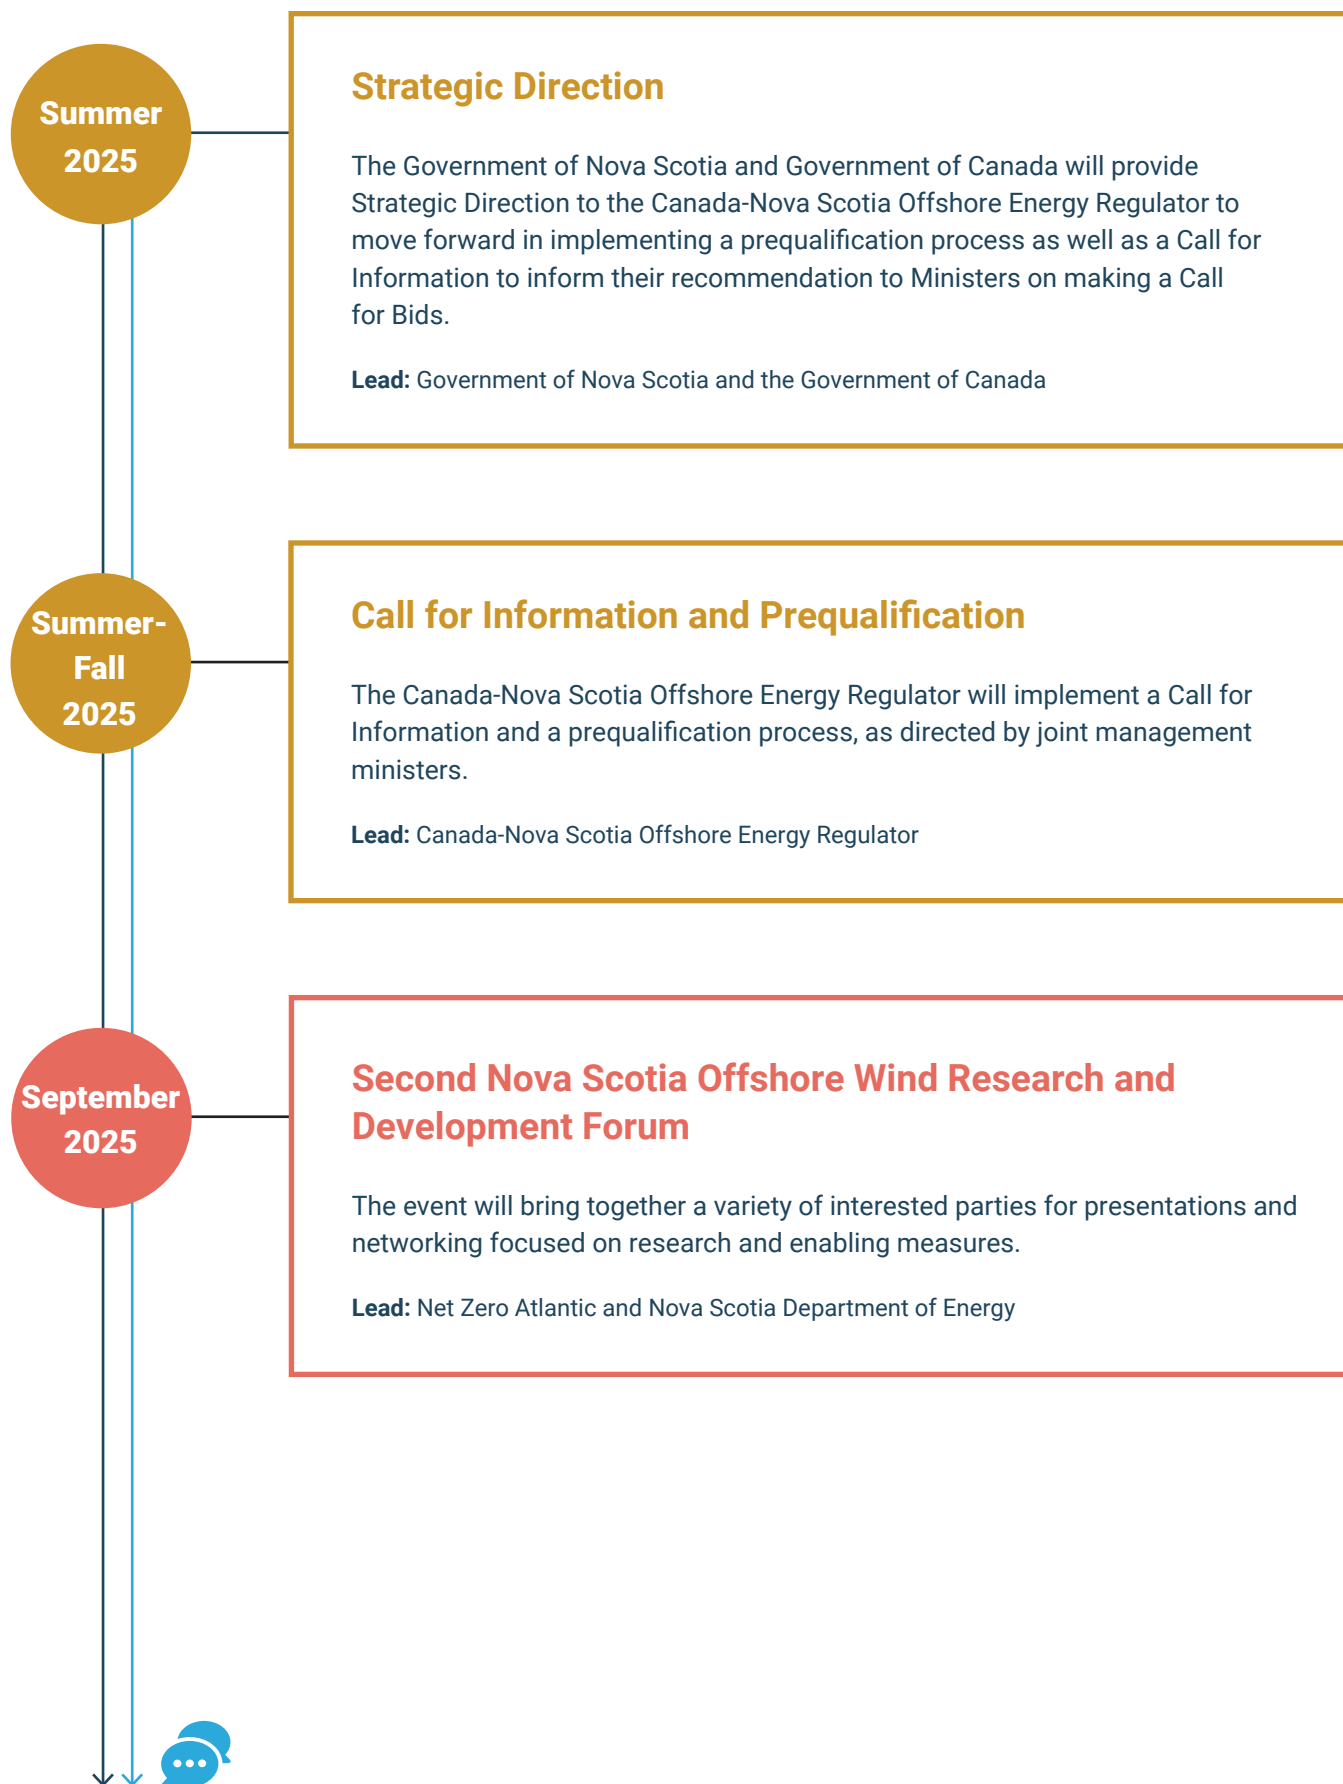 Summer
2025
Strategic Direction
The Government of Nova Scotia and Government of Canada will provide
Strategic Direction to the Canada-Nova Scotia Offshore Energy Regulator to
move forward in implementing a prequalification process as well as a Call for
Information to inform their recommendation to Ministers on making a Call
for Bids.
Lead: Government of Nova Scotia and the Government of Canada
Summer-
Fall
2025
Call for Information and Prequalification
The Canada-Nova Scotia Offshore Energy Regulator will implement a Call for
Information and a prequalification process, as directed by joint management
ministers.
Lead: Canada-Nova Scotia Offshore Energy Regulator
September
2025
Second Nova Scotia Offshore Wind Research and
Development Forum
The event will bring together a variety of interested parties for presentations and
networking focused on research and enabling measures.
Lead: Net Zero Atlantic and Nova Scotia Department of Energy